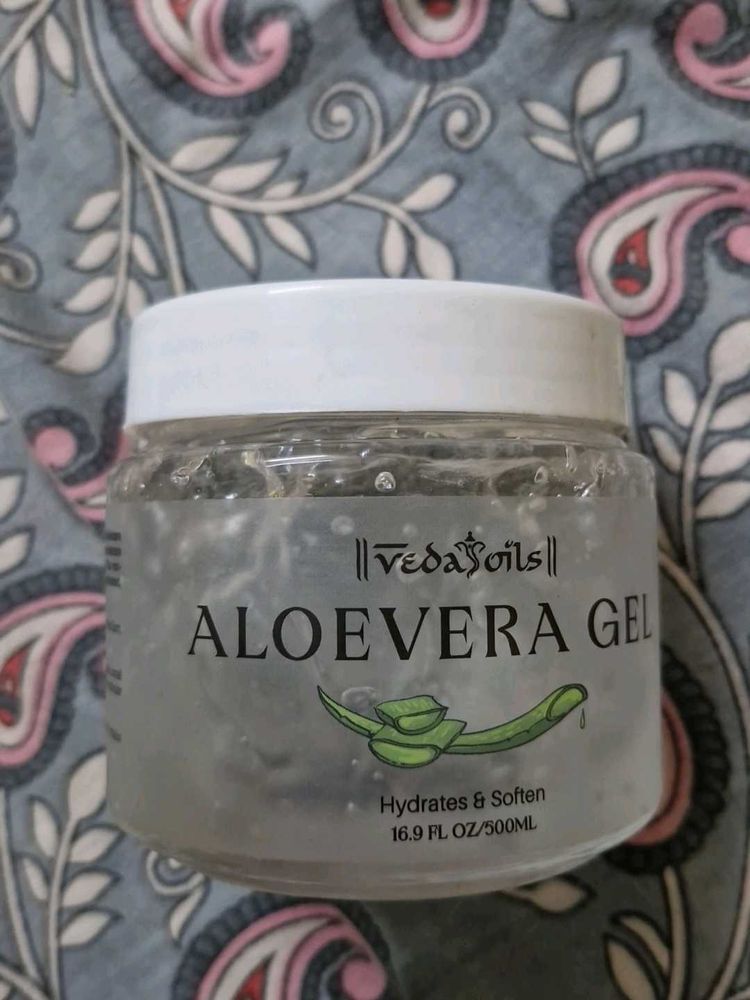 ||vedaoils||
ALOEVERA GEL
Hydrates & Soften
16.9 FL OZ/500ML